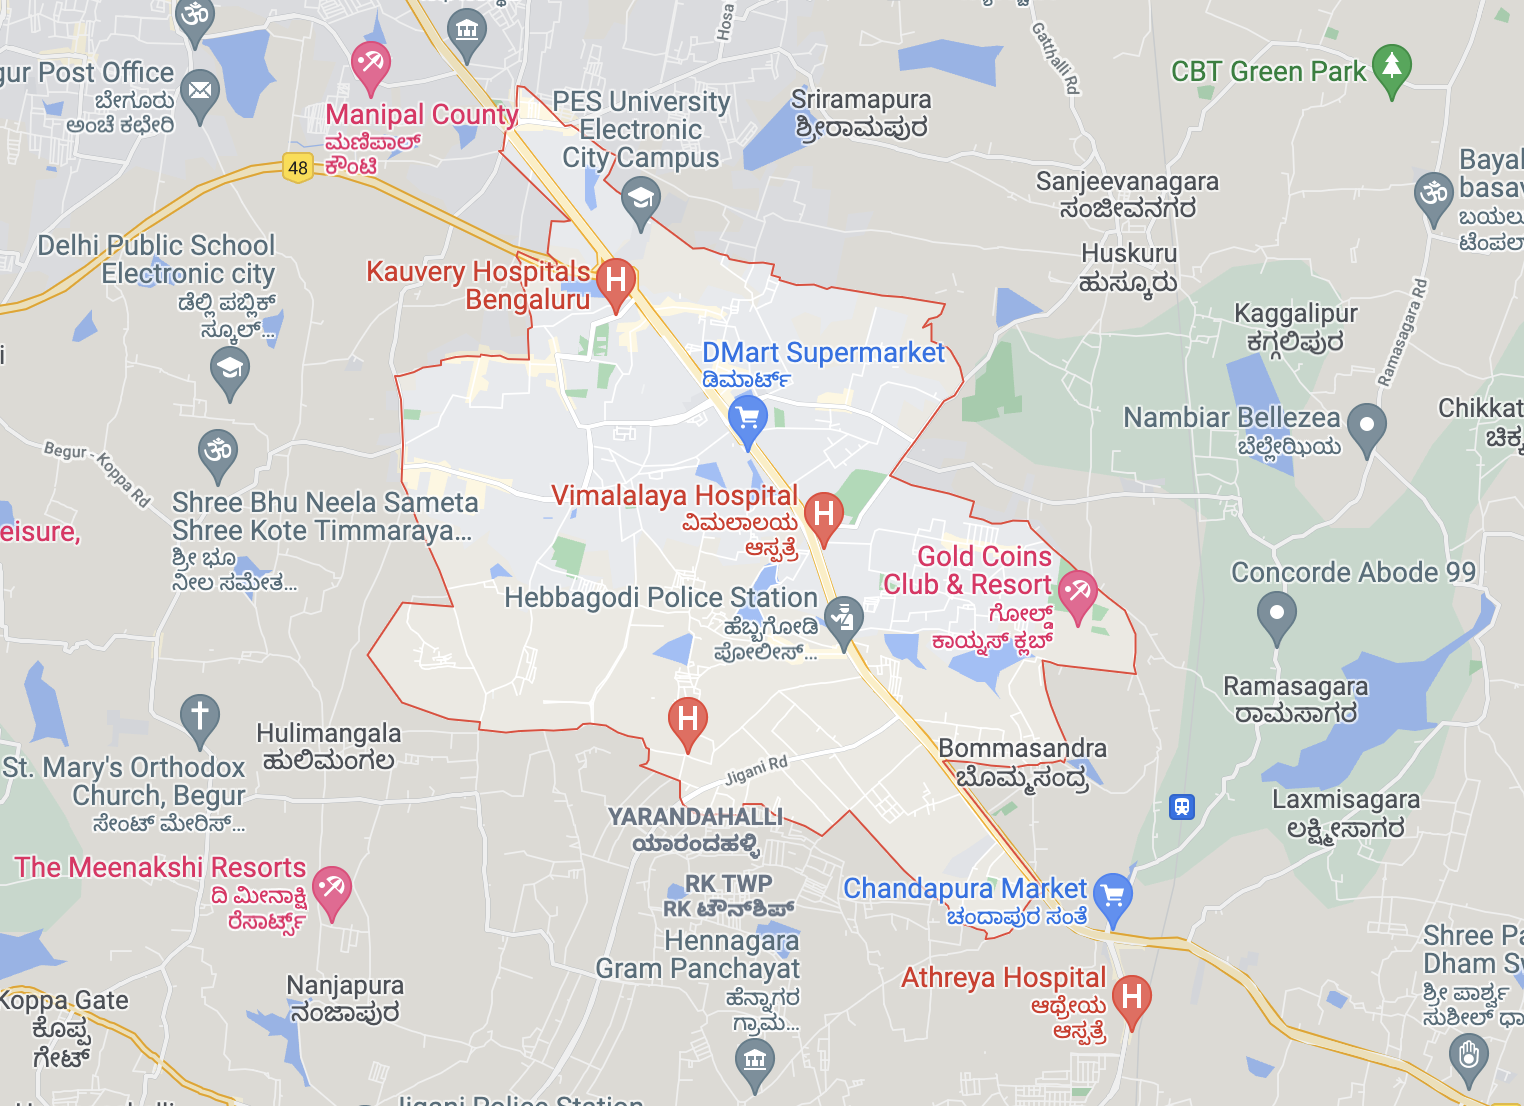 Hosa
Gatthalli Rd
gur Post Office
ಬೇಗೂರು
ಅಂಚೆ ಕಛೇರಿ
Manipal County
ಮಣಿಪಾಲ್
ಕೌಂಟಿ
48
PES University
Electronic
City Campus
Sriramapura
ಶ್ರೀರಾಮಪುರ
CBT Green Park
Sanjeevanagara
ಸಂಜೀವನಗರ
Bayal
basav
ಬಯಲು
ಟೆಂಪಲ
Delhi Public School
Electronic city
ಡೆಲ್ಲಿ ಪಬ್ಲಿಕ್
ಸ್ಕೂಲ್...
Kauvery Hospitals
Bengaluru
Huskuru
ಹುಸ್ಕೂರು
Kaggalipur
ಕಗ್ಗಲಿಪುರ
Ramasagara Rd
DMart Supermarket
ಡಿಮಾರ್ಟ್
Nambiar Bellezea
ಬೆಲ್ಲೇಝಿಯ
Chikkat
ಚಿಕ್ಕ
Begur - Koppa Rd
Shree Bhu Neela Sameta
Shree Kote Timmaraya...
ಶ್ರೀ ಭೂ
ನೀಲ ಸಮೇತ...
eisure,
Vimalalaya Hospital
ವಿಮಲಾಲಯ
ಆಸ್ಪತ್ರೆ
Gold Coins
Club & Resort
ಗೋಲ್ಡ್
ಕಾಯ್ನಸ್ ಕ್ಲಬ್
Concorde Abode 99
Hebbagodi Police Station
ಹೆಬ್ಬಗೋಡಿ
ಪೋಲೀಸ್...
Ramasagara
ರಾಮಸಾಗರ
Hulimangala
ಹುಲಿಮಂಗಲ
Bommasandra
ಬೊಮ್ಮಸಂದ್ರ
Jigani Rd
St. Mary's Orthodox
Church, Begur
ಸೇಂಟ್ ಮೇರಿಸ್...
Laxmisagara
ಲಕ್ಷ್ಮೀಸಾಗರ
YARANDAHALLI
ಯಾರಂದಹಳ್ಳಿ
The Meenakshi Resorts
ದಿ ಮೀನಾಕ್ಷಿ
ರೆಸಾರ್ಟ್ಸ್
RK TWP
RK ಟೌನ್‌ಶಿಪ್
Chandapura Market
ಚಂದಾಪುರ ಸಂತೆ
Hennagara
Gram Panchayat
ಹೆನ್ನಾಗರ
ಗ್ರಾಮ...
Shree Pa
Dham Sw
ಶ್ರೀ ಪಾರ್ಶ್ವ
ಸುಶೀಲ್ ಧಾ
Athreya Hospital
ಆಥ್ರೇಯ
ಆಸ್ಪತ್ರೆ
Nanjapura
ನಂಜಾಪುರ
Koppa Gate
ಕೊಪ್ಪ
ಗೇಟ್
Jigani Police Station